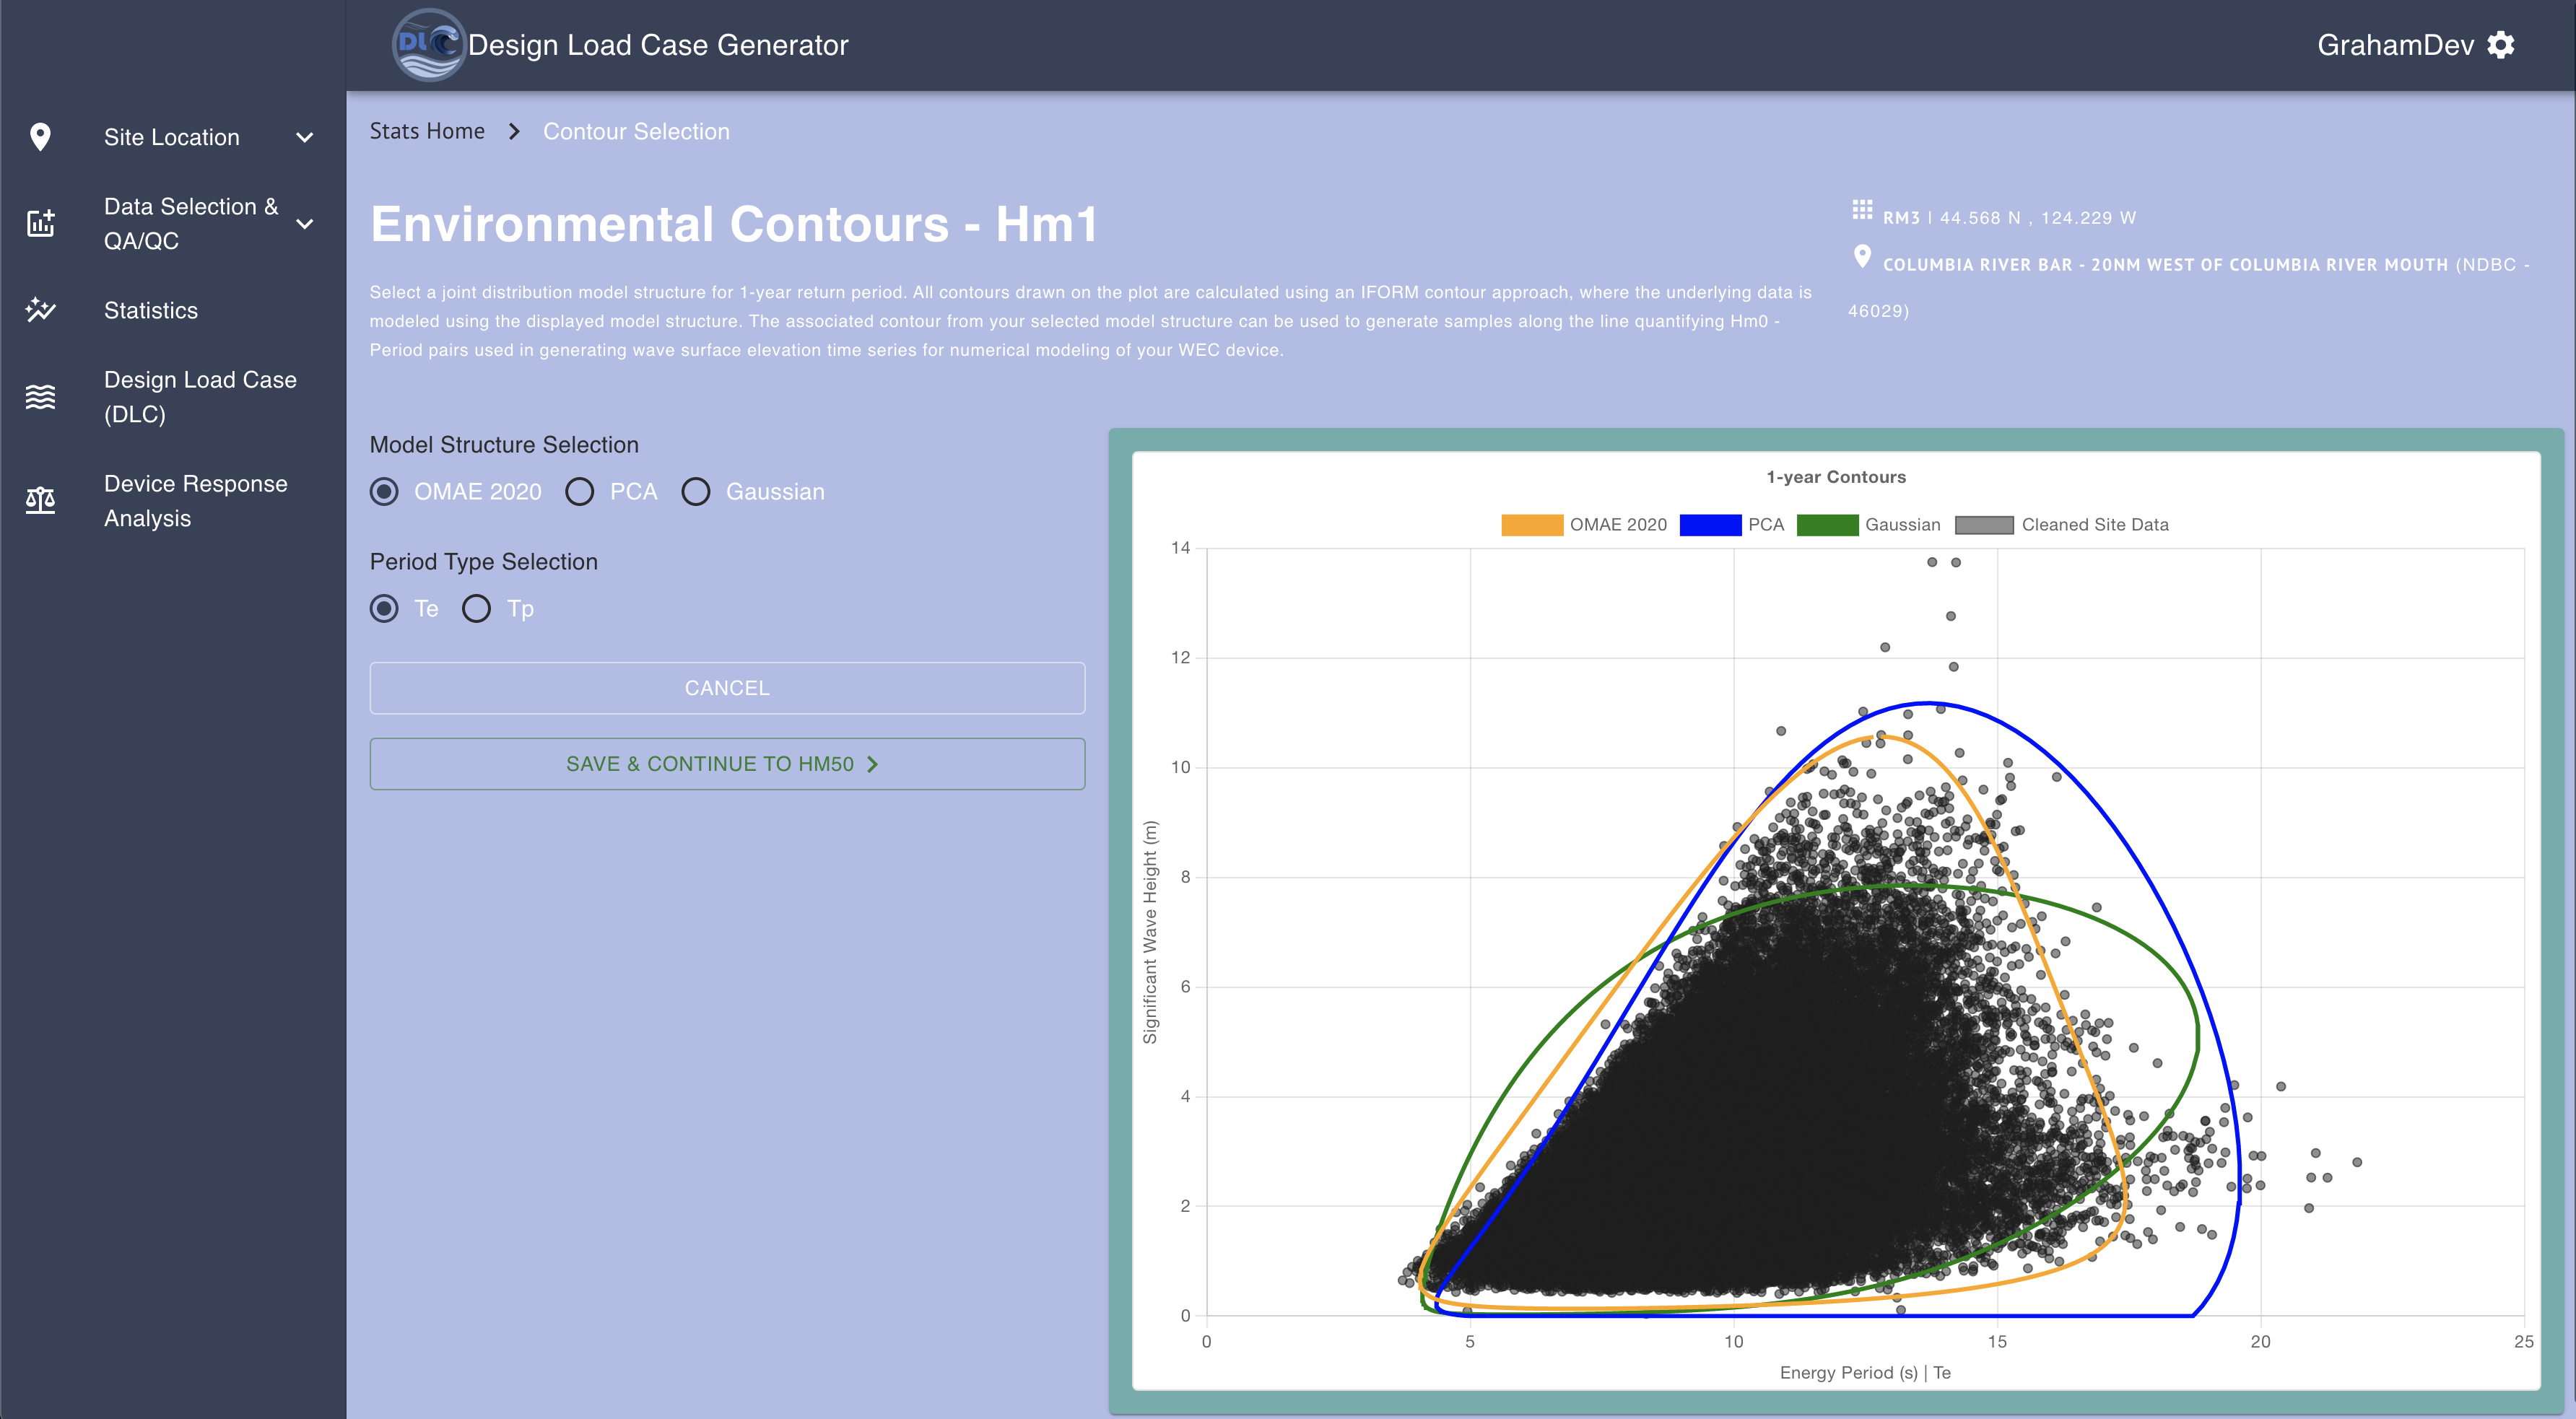 DLC
Design Load Case Generator
GrahamDev
Site Location
Data Selection &
QA/QC
Statistics
Design Load Case
(DLC)
Device Response
Analysis
Stats Home
Contour Selection
Environmental Contours - Hm1
Select a joint distribution model structure for 1-year return period. All contours drawn on the plot are calculated using an IFORM contour approach, where the underlying data is
modeled using the displayed model structure. The associated contour from your selected model structure can be used to generate samples along the line quantifying Hm0 -
Period pairs used in generating wave surface elevation time series for numerical modeling of your WEC device.
RM3 | 44.568 N , 124.229 W
COLUMBIA RIVER BAR - 20NM WEST OF COLUMBIA RIVER MOUTH (NDBC -
46029)
Model Structure Selection
OMAE 2020 PCA Gaussian
Period Type Selection
Te Tp
CANCEL
SAVE & CONTINUE TO HM50
1-year Contours
OMAE 2020 PCA Gaussian Cleaned Site Data
Significant Wave Height (m)
14
12
10
8
6
4
2
0
0 5 10 15 20 25
Energy Period (s) | Te